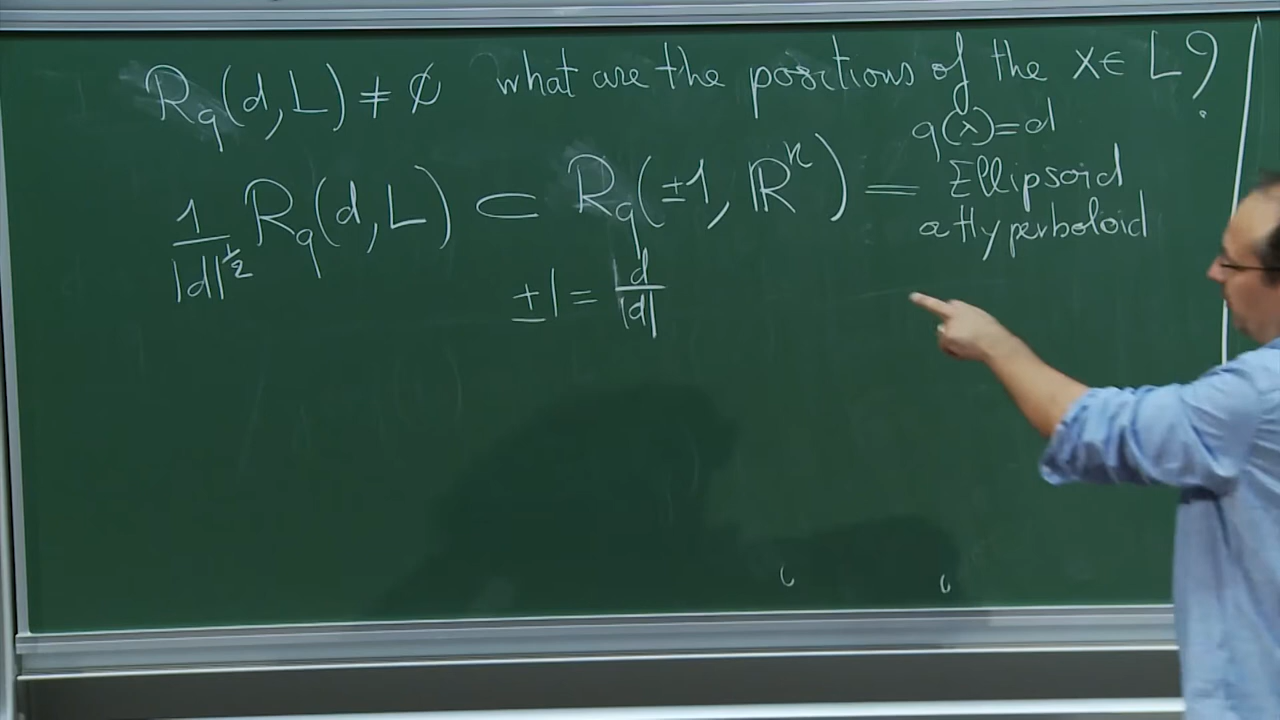 R_q(d,L) ≠ ∅ what are the positions of the x ∈ L?
q(x)=d
1/|d|^{1/2} R_q(d,L) ⊂ R_q(±1, ℝ^n) = Ellipsoid
a Hyperboloid
±1 = d/|d|